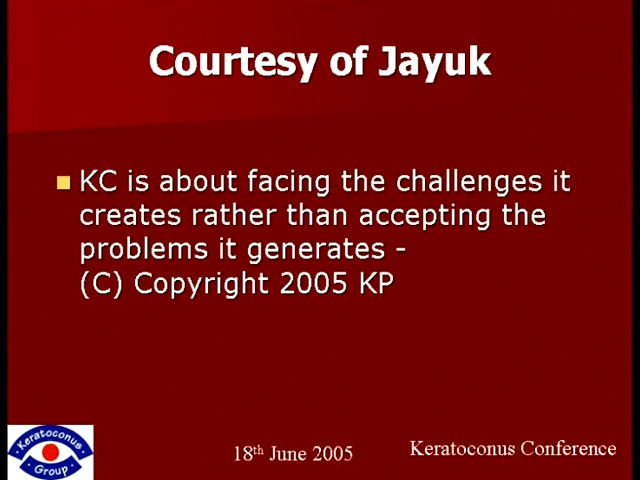 Courtesy of Jayuk
KC is about facing the challenges it
creates rather than accepting the
problems it generates -
(C) Copyright 2005 KP
Keratoconus
Group
18th June 2005
Keratoconus Conference